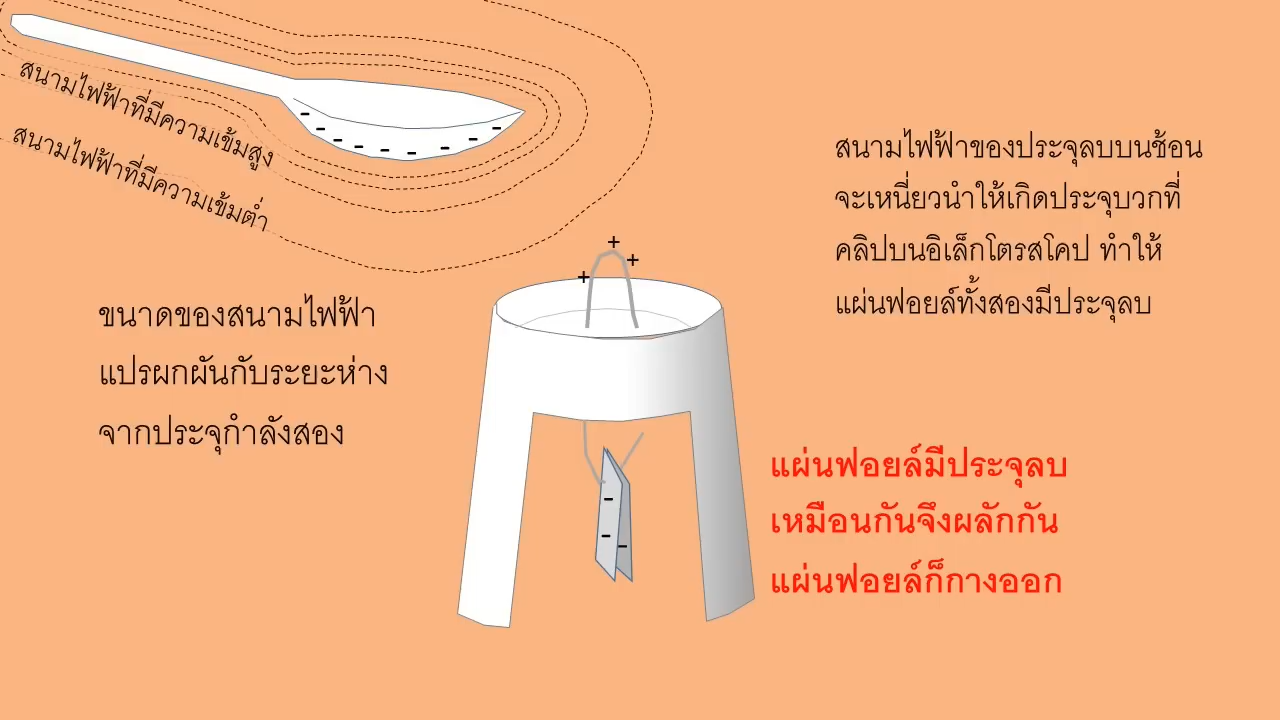 สนามไฟฟ้าที่มีความเข้มสูง
สนามไฟฟ้าที่มีความเข้มต่ำ
สนามไฟฟ้าของประจุลบบนช้อน
จะเหนี่ยวนำให้เกิดประจุบวกที่
คลิปบนอิเล็กโตรสโคป ทำให้
แผ่นฟอยล์ทั้งสองมีประจุลบ
ขนาดของสนามไฟฟ้า
แปรผกผันกับระยะห่าง
จากประจุกำลังสอง
แผ่นฟอยล์มีประจุลบ
เหมือนกันจึงผลักกัน
แผ่นฟอยล์ก็กางออก